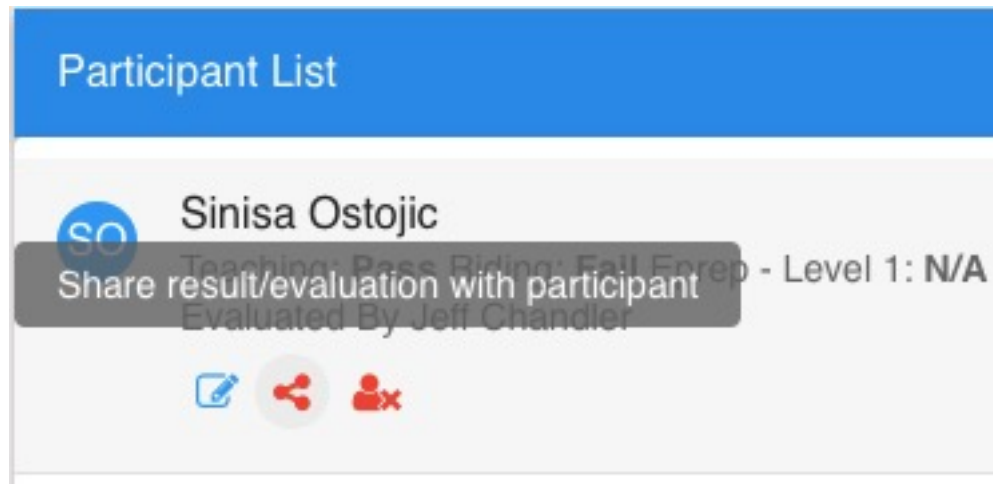 Participant List
SO
Sinisa Ostojic
Teaching: Pass Riding: Fail Eprep - Level 1: N/A
Share result/evaluation with participant
Evaluated By Jeff Chandler